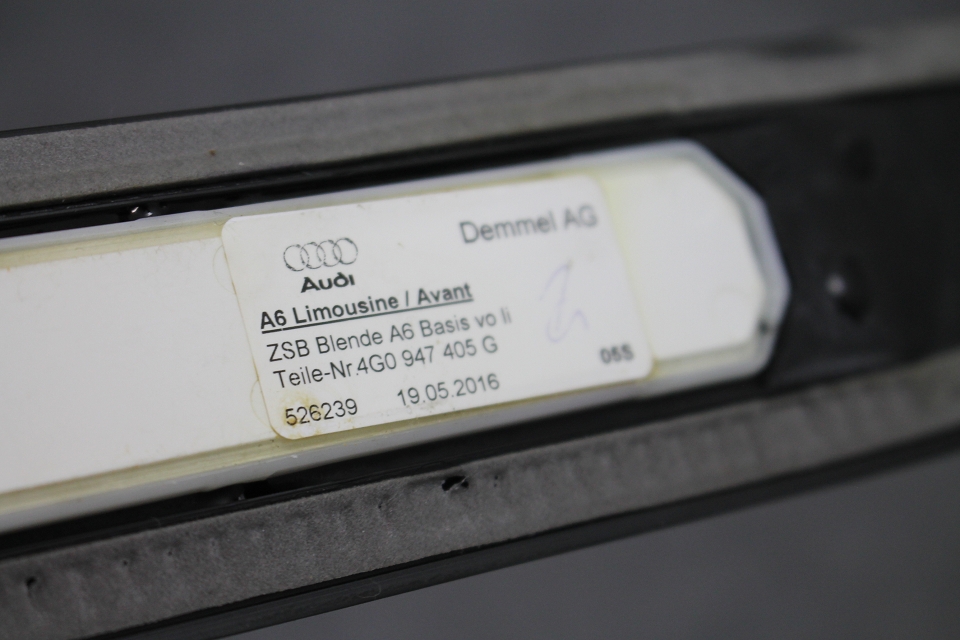 Demmel AG
Audi
A6 Limousine / Avant
ZSB Blende A6 Basis vo li
Teile-Nr.4G0 947 405 G
05S
526239 19.05.2016